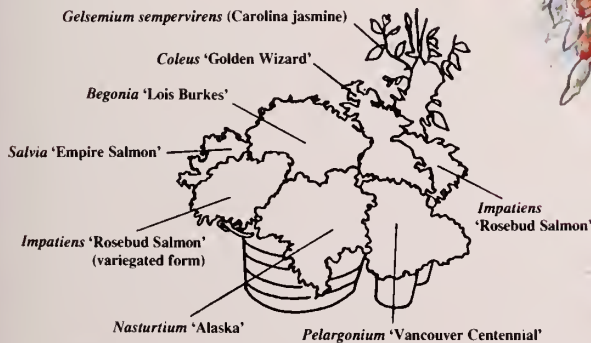 Gelsemium sempervirens (Carolina jasmine)
Coleus ‘Golden Wizard’
Begonia ‘Lois Burkes’
Salvia ‘Empire Salmon’
Impatiens
‘Rosebud Salmon’
Impatiens ‘Rosebud Salmon’
(variegated form)
Nasturtium ‘Alaska’
Pelargonium ‘Vancouver Centennial’